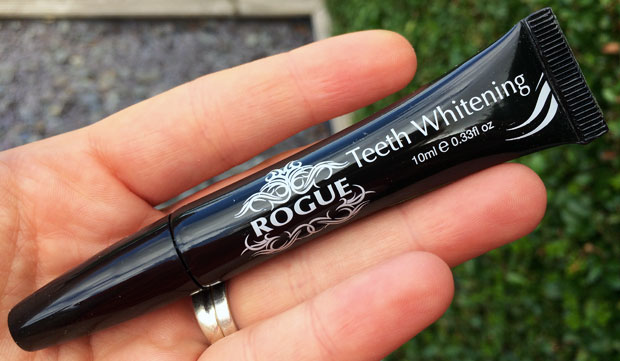 ROGUE
Teeth Whitening
10ml e 0.33fl oz